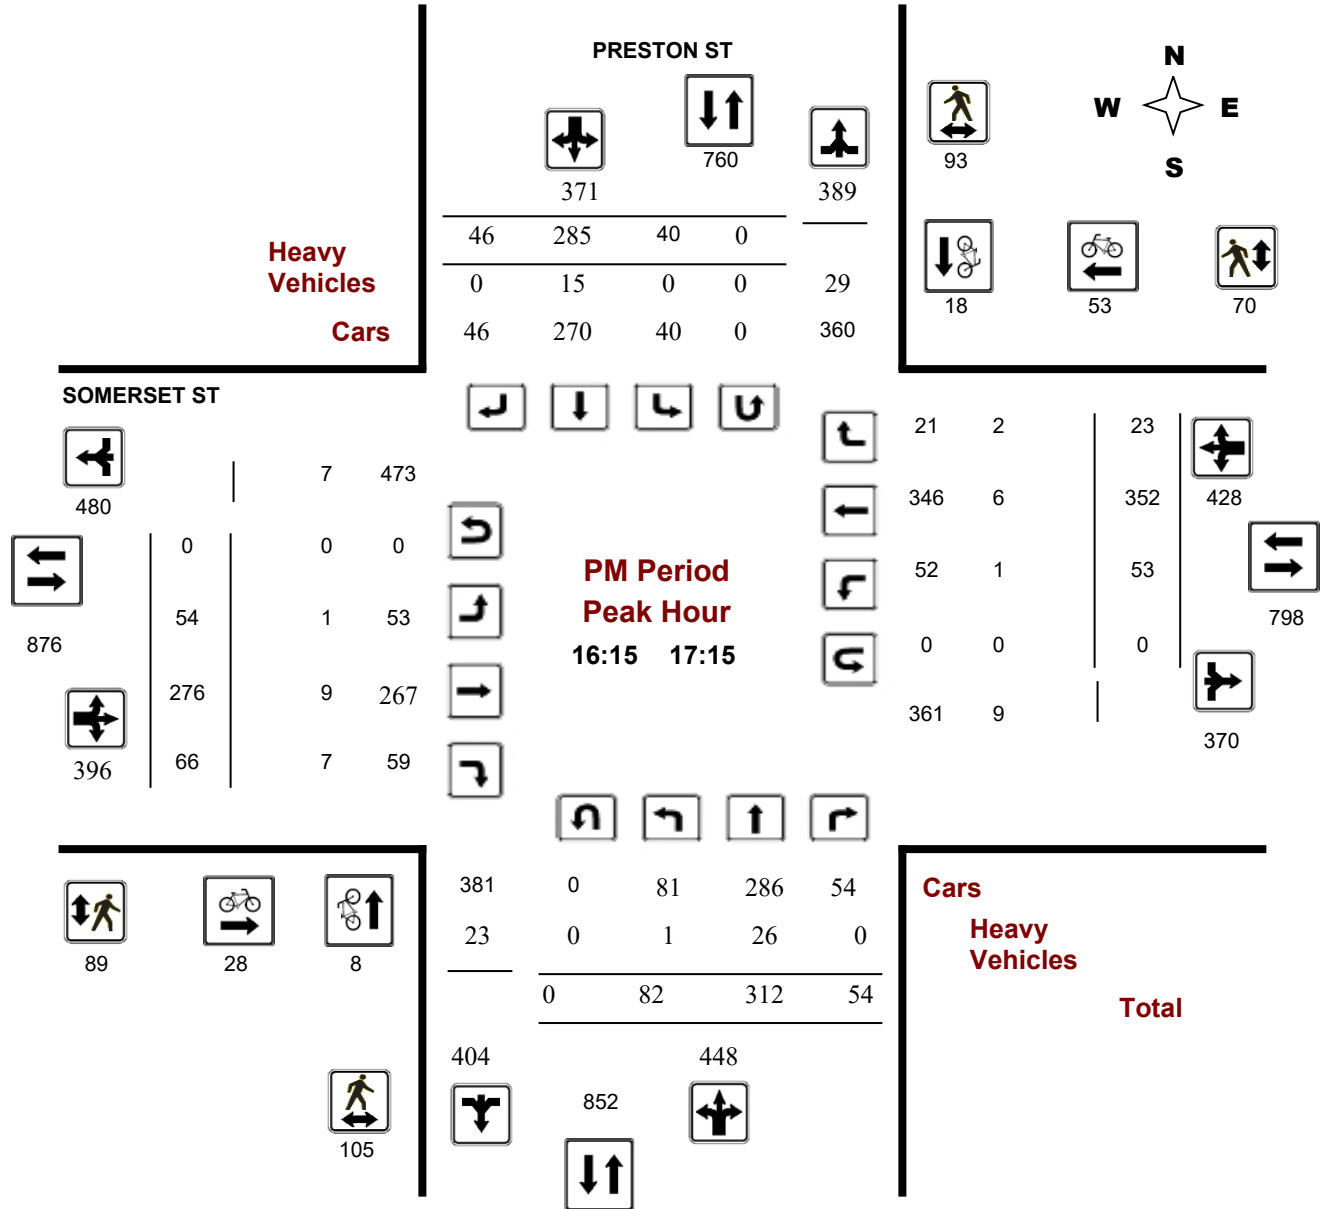 PRESTON ST
N
W E
S
93
760
371
389
46 285 40 0
Heavy
Vehicles
0 15 0 0 29
Cars
46 270 40 0 360
18 53 70
SOMERSET ST
21 2 23
7 473
480
346 6 352 428
0 0 0
PM Period
Peak Hour
16:15 17:15
52 1 53
54 1 53
798
876
0 0 0
276 9 267
361 9
370
396
66 7 59
381 0 81 286 54
Cars
23 0 1 26 0
Heavy
Vehicles
89 28 8
0 82 312 54
Total
404 448
852
105